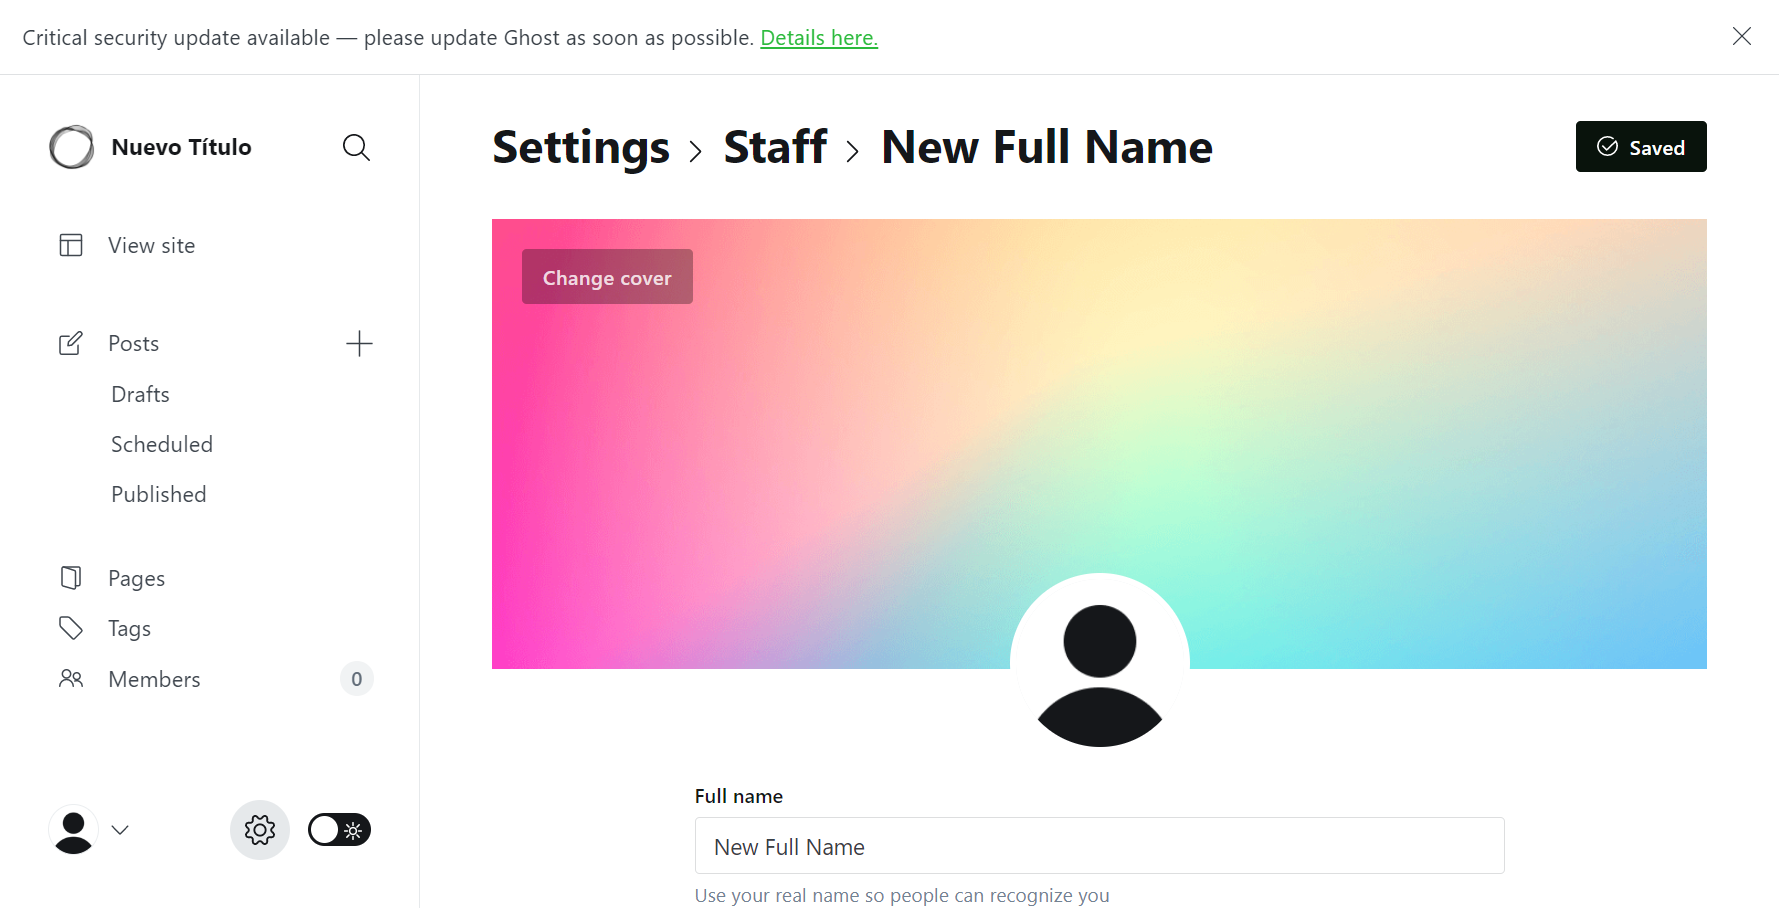 Critical security update available — please update Ghost as soon as possible. Details here.
Nuevo Título
Settings > Staff > New Full Name
Saved
View site
Change cover
Posts
Drafts
Scheduled
Published
Pages
Tags
Members 0
Full name
New Full Name
Use your real name so people can recognize you